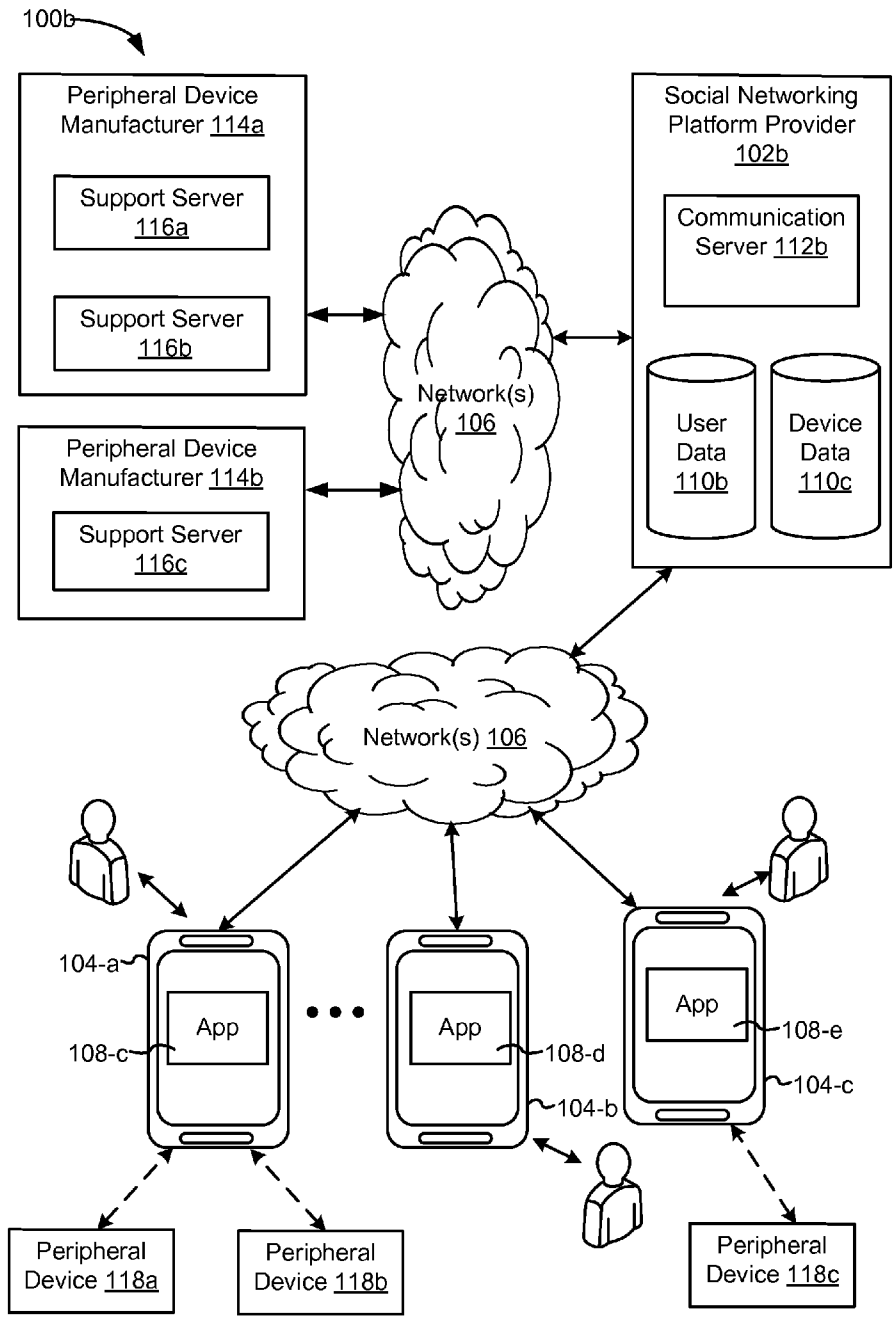 100b
Peripheral Device
Manufacturer 114a
Support Server
116a
Support Server
116b
Peripheral Device
Manufacturer 114b
Support Server
116c
Network(s)
106
Social Networking
Platform Provider
102b
Communication
Server 112b
User
Data
110b
Device
Data
110c
Network(s) 106
104-a
App
108-c
App
108-d
104-b
App
108-e
104-c
Peripheral
Device 118a
Peripheral
Device 118b
Peripheral
Device 118c